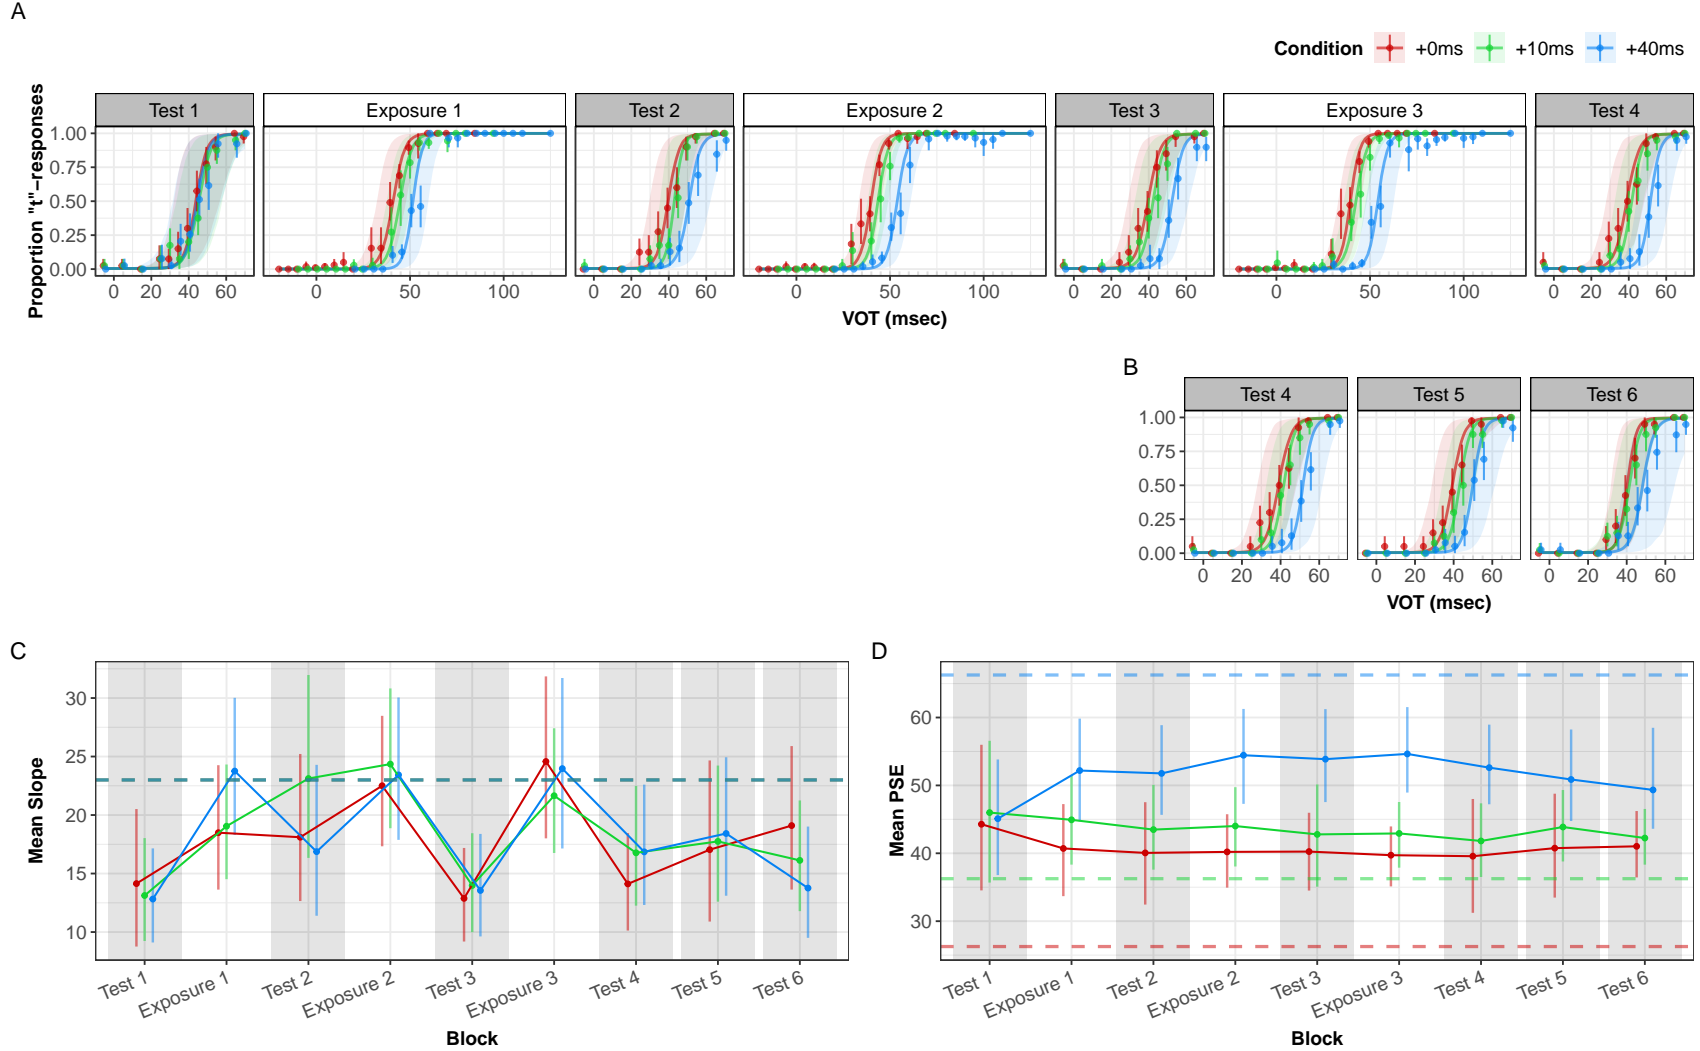 A
Condition +0ms +10ms +40ms
Test 1 Exposure 1 Test 2 Exposure 2 Test 3 Exposure 3 Test 4
Proportion "t"−responses
1.00
0.75
0.50
0.25
0.00
0 20 40 60 0 50 100 0 20 40 60 0 50 100 0 20 40 60 0 50 100 0 20 40 60
VOT (msec)
B
Test 4 Test 5 Test 6
1.00
0.75
0.50
0.25
0.00
0 20 40 60 0 20 40 60 0 20 40 60
VOT (msec)
C
Mean Slope
30
25
20
15
10
Test 1 Exposure 1 Test 2 Exposure 2 Test 3 Exposure 3 Test 4 Test 5 Test 6
Block
D
Mean PSE
60
50
40
30
Test 1 Exposure 1 Test 2 Exposure 2 Test 3 Exposure 3 Test 4 Test 5 Test 6
Block